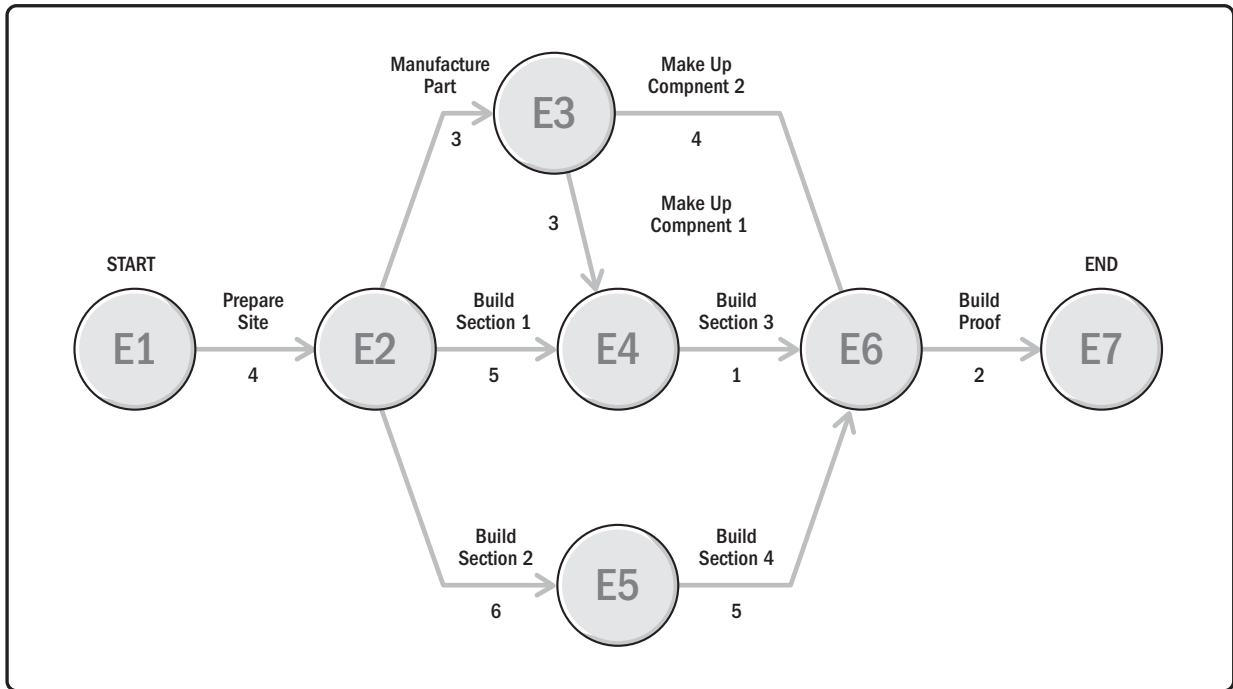 Manufacture
Part
3
E3
Make Up
Compnent 2
4
3
Make Up
Compnent 1
START
E1
Prepare
Site
4
E2
Build
Section 1
5
E4
Build
Section 3
1
E6
Build
Proof
2
END
E7
Build
Section 2
6
E5
Build
Section 4
5